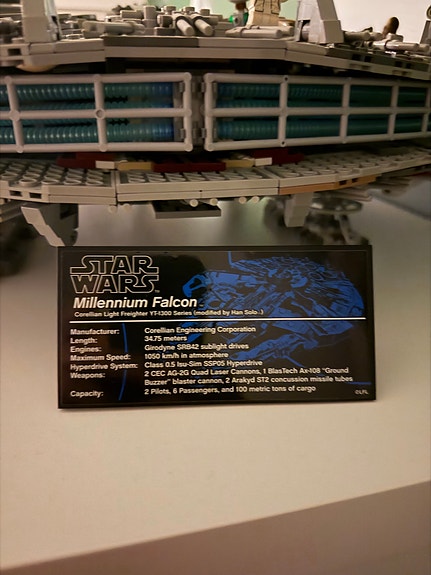 STAR
WARS™
Millennium Falcon™
Corellian Light Freighter YT-1300 Series (modified by Han Solo..)
Manufacturer: Corellian Engineering Corporation
Length: 34.75 meters
Engines: Girodyne SRB42 sublight drives
Maximum Speed: 1050 km/h in atmosphere
Hyperdrive System: Class 0.5 Isu-Sim SSP05 Hyperdrive
Weapons: 2 CEC AG-2G Quad Laser Cannons, 1 BlasTech Ax-108 "Ground
Buzzer" blaster cannon, 2 Arakyd ST2 concussion missile tubes
Capacity: 2 Pilots, 6 Passengers, and 100 metric tons of cargo
©LFL